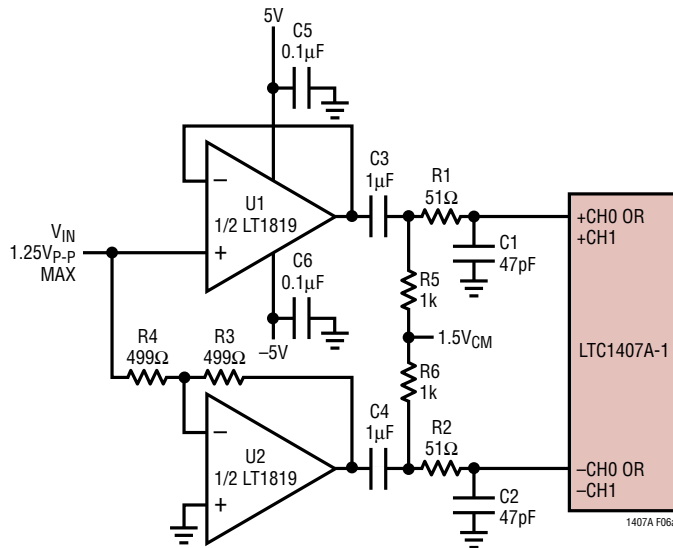 5V
C5
0.1µF
C3
1µF
R1
51Ω
–
U1
1/2 LT1819
+
VIN
1.25VP-P
MAX
+CH0 OR
+CH1
C1
47pF
C6
0.1µF
R5
1k
–5V
1.5VCM
R4
499Ω
R3
499Ω
LTC1407A-1
R6
1k
C4
1µF
R2
51Ω
–
U2
1/2 LT1819
+
–CH0 OR
–CH1
C2
47pF